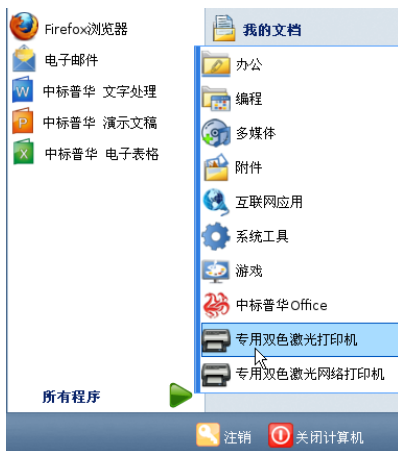 Firefox浏览器
电子邮件
中标普华 文字处理
中标普华 演示文稿
中标普华 电子表格
所有程序
我的文档
办公
编程
多媒体
附件
互联网应用
系统工具
游戏
中标普华Office
专用双色激光打印机
专用双色激光网络打印机
注销
关闭计算机